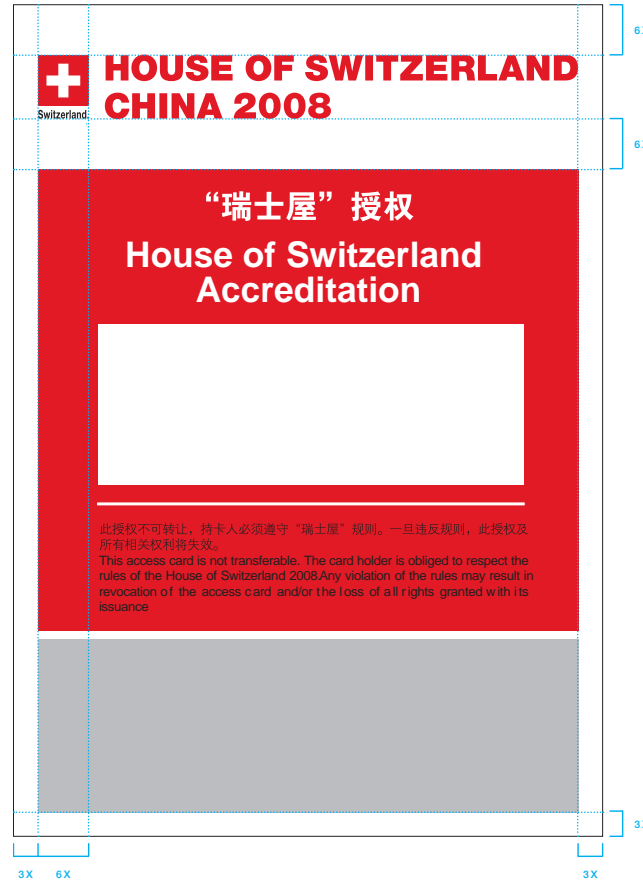 6X
HOUSE OF SWITZERLAND
CHINA 2008
Switzerland
6X
“瑞士屋”授权
House of Switzerland
Accreditation
此授权不可转让，持卡人必须遵守“瑞士屋”规则。一旦违反规则，此授权及
所有相关权利将失效。
This access card is not transferable. The card holder is obliged to respect the
rules of the House of Switzerland 2008.Any violation of the rules may result in
revocation of the access card and/or the loss of all rights granted with its
issuance
3X
3X 6X 3X